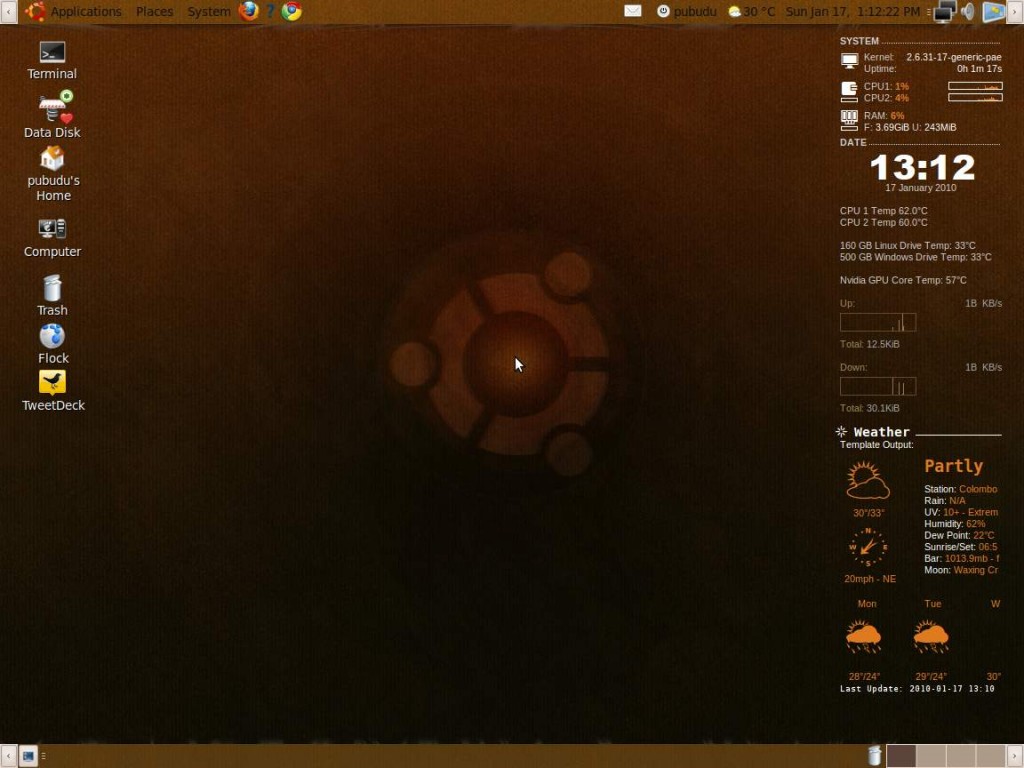 Applications Places System ? pubudu 30 °C Sun Jan 17, 1:12:22 PM
Terminal
Data Disk
pubudu's
Home
Computer
Trash
Flock
TweetDeck
SYSTEM
Kernel: 2.6.31-17-generic-pae
Uptime: 0h 1m 17s
CPU1: 1%
CPU2: 4%
RAM: 6%
F: 3.69GiB U: 243MiB
DATE
13:12
17 January 2010
CPU 1 Temp 62.0°C
CPU 2 Temp 60.0°C
160 GB Linux Drive Temp: 33°C
500 GB Windows Drive Temp: 33°C
Nvidia GPU Core Temp: 57°C
Up: 1B KB/s
Total: 12.5KiB
Down: 1B KB/s
Total: 30.1KiB
Weather
Template Output:
Partly
Station: Colombo
Rain: N/A
UV: 10+ - Extrem
Humidity: 62%
Dew Point: 22°C
Sunrise/Set: 06:5
Bar: 1013.9mb - f
Moon: Waxing Cr
30°/33°
N
W E
S
20mph - NE
Mon Tue W
28°/24° 29°/24° 30°
Last Update: 2010-01-17 13:10